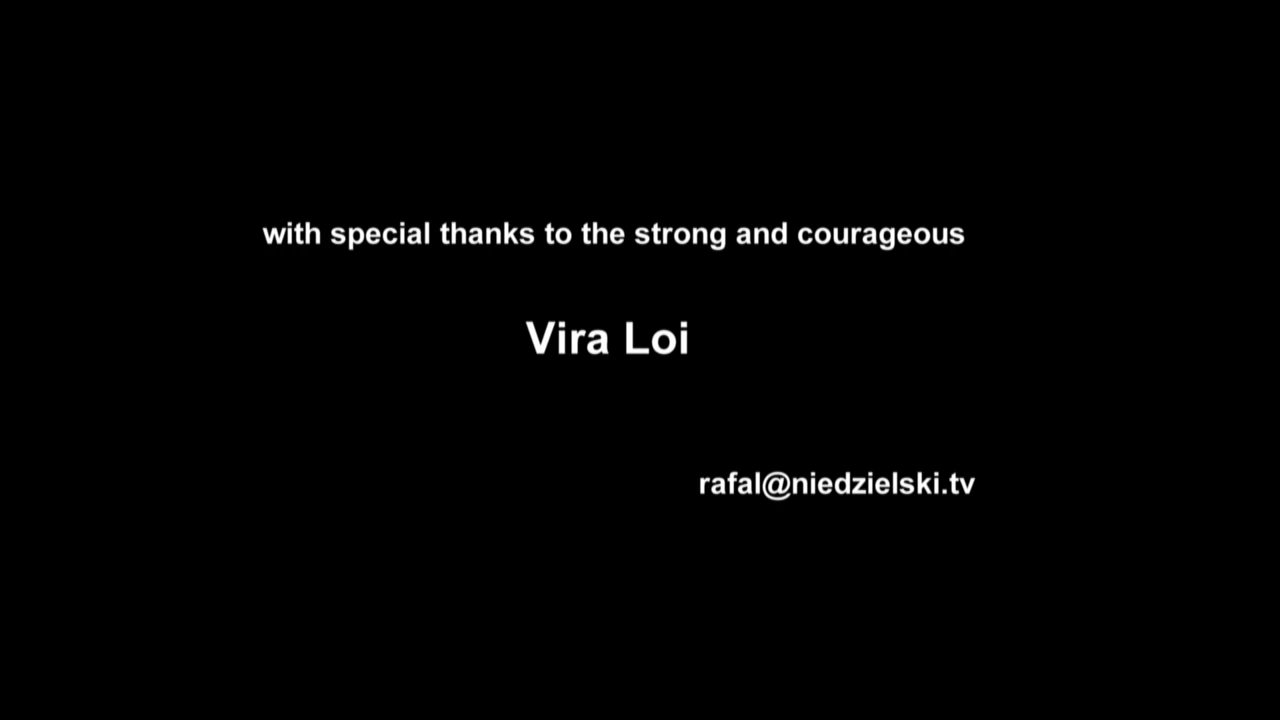 with special thanks to the strong and courageous
Vira Loi
rafal@niedzielski.tv